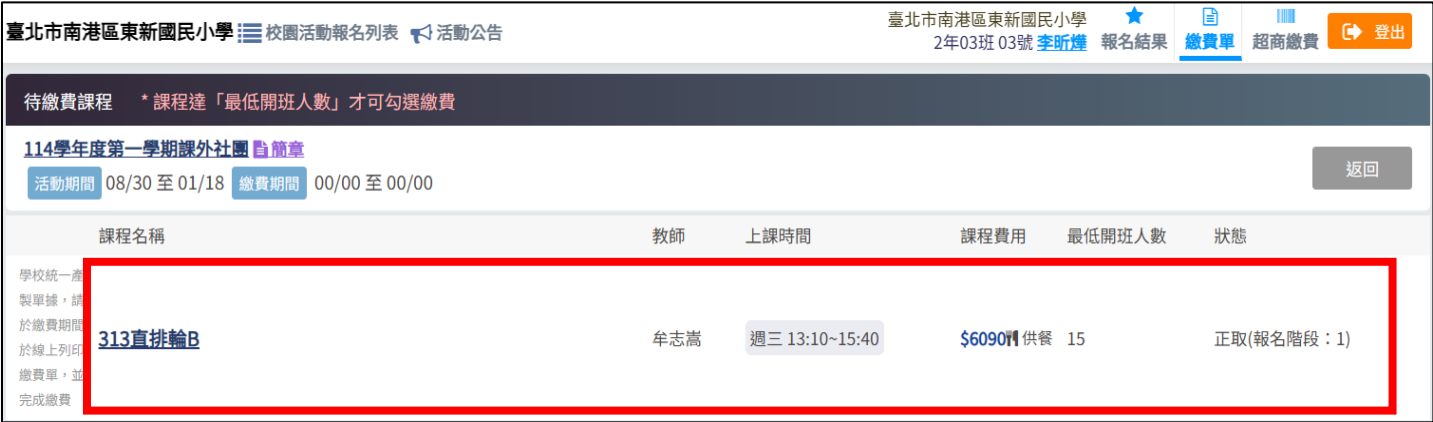 臺北市南港區東新國民小學 校園活動報名列表 活動公告
臺北市南港區東新國民小學
2年03班 03號 李昕燁
報名結果
繳費單
超商繳費
登出
待繳費課程 * 課程達「最低開班人數」才可勾選繳費
114學年度第一學期課外社團 簡章
活動期間 08/30 至 01/18 繳費期間 00/00 至 00/00
返回
課程名稱 教師 上課時間 課程費用 最低開班人數 狀態
學校統一產
製單據，請
於繳費期間
於線上列印
繳費單，並
完成繳費
313直排輪B 牟志嵩 週三 13:10~15:40 $6090 供餐 15 正取(報名階段：1)